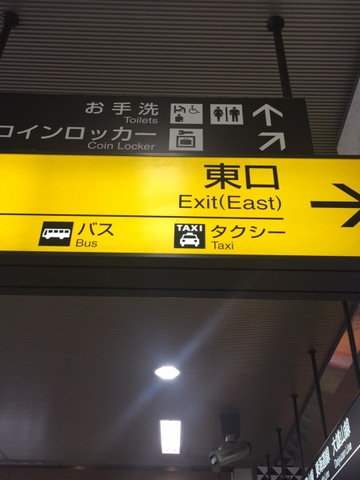 お手洗
Toilets
コインロッカー
Coin Locker
東口
Exit(East)
バス
Bus
TAXI
タクシー
Taxi